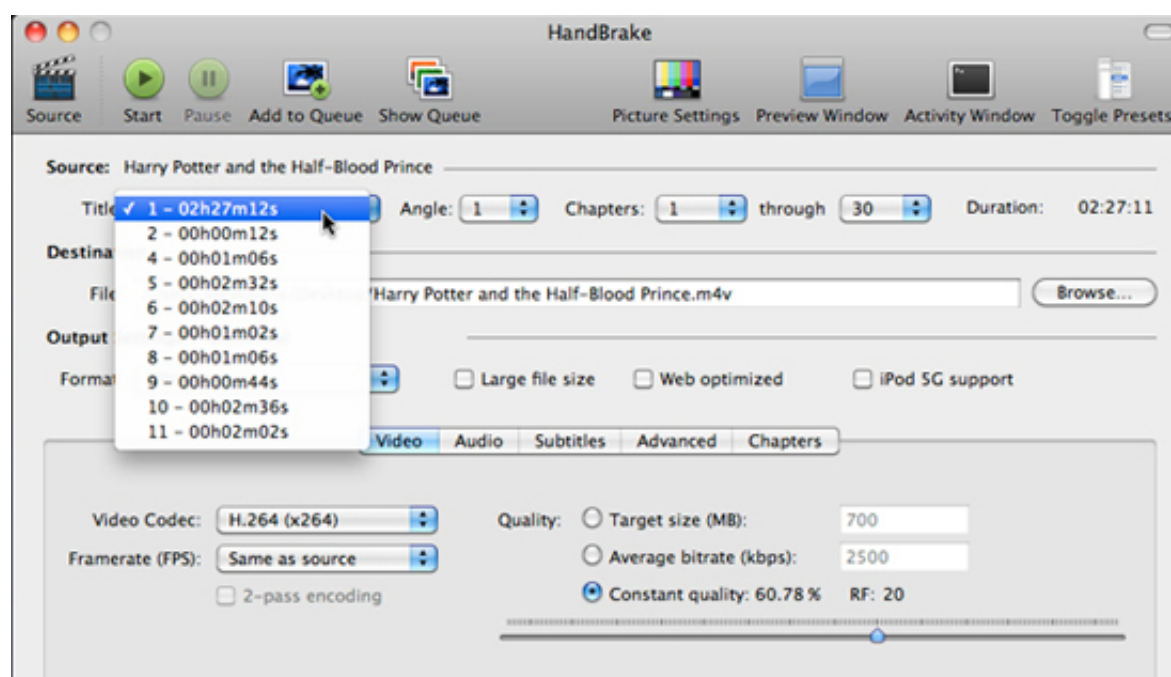 HandBrake
Source Start Pause Add to Queue Show Queue Picture Settings Preview Window Activity Window Toggle Presets
Source: Harry Potter and the Half-Blood Prince
Title ✓ 1 - 02h27m12s Angle: 1 Chapters: 1 through 30 Duration: 02:27:11
2 - 00h00m12s
Destina
4 - 00h01m06s
5 - 00h02m32s
File /Harry Potter and the Half-Blood Prince.m4v Browse...
6 - 00h02m10s
Output
7 - 00h01m02s
8 - 00h01m06s
Forma Large file size Web optimized iPod 5G support
9 - 00h00m44s
10 - 00h02m36s
11 - 00h02m02s
Video Audio Subtitles Advanced Chapters
Video Codec: H.264 (x264) Quality: Target size (MB): 700
Framerate (FPS): Same as source Average bitrate (kbps): 2500
2-pass encoding Constant quality: 60.78 % RF: 20